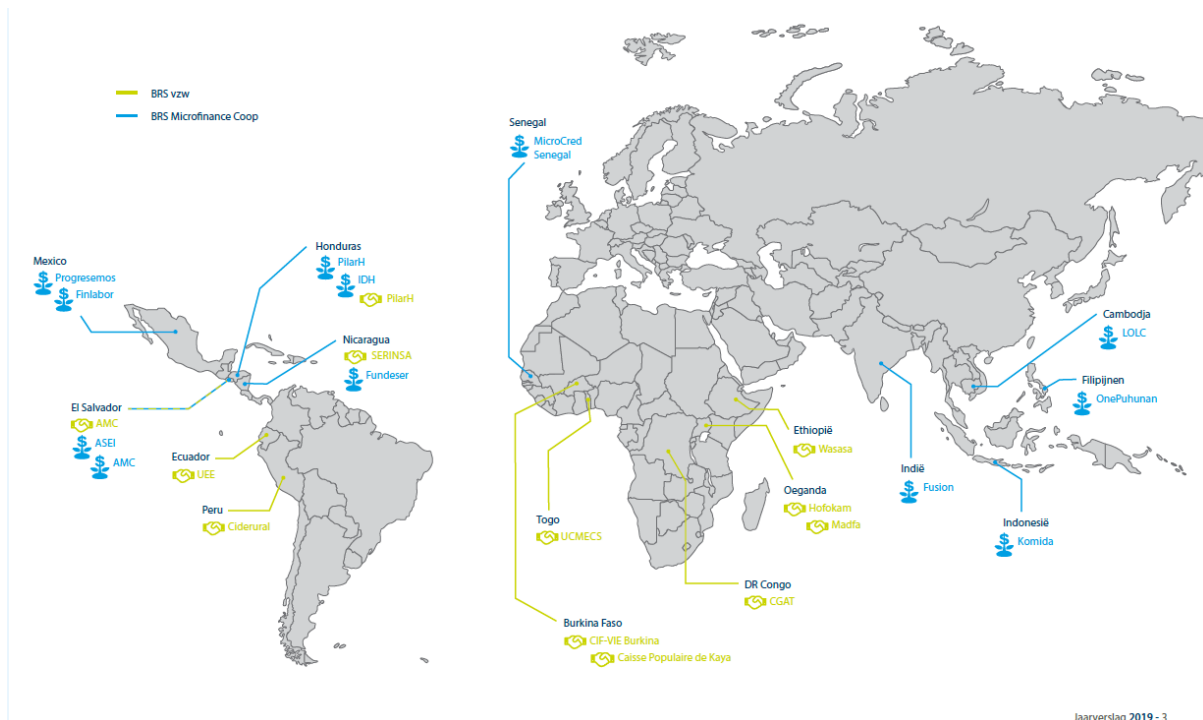 BRS vzw
BRS Microfinance Coop
Senegal
MicroCred
Senegal
Honduras
PilarH
IDH
PilarH
Mexico
Progresemos
Finlabor
Nicaragua
SERINSA
Fundeser
Cambodja
LOLC
Filipijnen
OnePuhunan
El Salvador
AMC
ASEI
AMC
Ecuador
UEE
Peru
Ciderural
Ethiopië
Wasasa
Oeganda
Hofokam
Madfa
Indië
Fusion
Togo
UCMECS
Indonesië
Komida
DR Congo
CGAT
Burkina Faso
CIF-VIE Burkina
Caisse Populaire de Kaya
Jaarverslag 2019 - 3